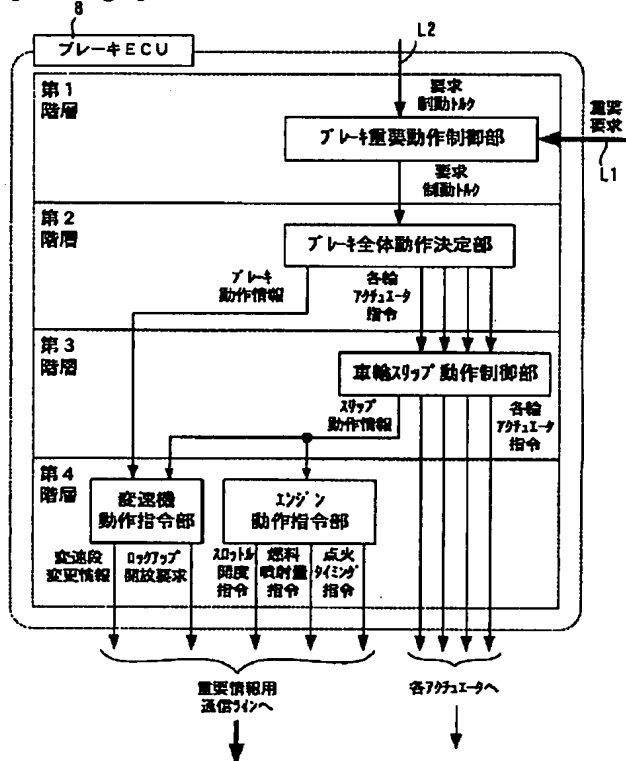 8
ブレーキECU
L2
第1
階層
要求
制動トルク
重要
要求
ブレーキ重要動作制御部
L1
要求
制動トルク
第2
階層
ブレーキ全体動作決定部
ブレーキ
動作情報
各輪
アクチュエータ
指令
第3
階層
車輪スリップ動作制御部
スリップ
動作情報
各輪
アクチュエータ
指令
第4
階層
変速機
動作指令部
エンジン
動作指令部
変速段
変更情報
ロックアップ
開放要求
スロットル
開度
指令
燃料
噴射量
指令
点火
タイミング
指令
重要情報用
通信ラインへ
各アクチュエータへ